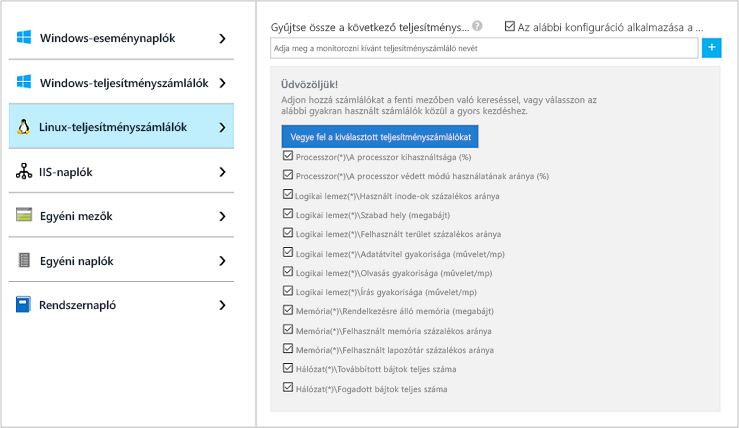 Windows-eseménynaplók
Windows-teljesítményszámlálók
Linux-teljesítményszámlálók
IIS-naplók
Egyéni mezők
Egyéni naplók
Rendszernapló
Gyűjtse össze a következő teljesítménys... ? Az alábbi konfiguráció alkalmazása a ...
Adja meg a monitorozni kívánt teljesítményszámláló nevét +
Üdvözöljük!
Adjon hozzá számlálókat a fenti mezőben való kereséssel, vagy válasszon az
alábbi gyakran használt számlálók közül a gyors kezdéshez.
Vegye fel a kiválasztott teljesítményszámlálókat
Processzor(*)\A processzor kihasználtsága (%)
Processzor(*)\A processzor védett módú használatának aránya (%)
Logikai lemez(*)\Használt inode-ok százalékos aránya
Logikai lemez(*)\Szabad hely (megabájt)
Logikai lemez(*)\Felhasznált terület százalékos aránya
Logikai lemez(*)\Adatátvitel gyakorisága (művelet/mp)
Logikai lemez(*)\Olvasás gyakorisága (művelet/mp)
Logikai lemez(*)\Írás gyakorisága (művelet/mp)
Memória(*)\Rendelkezésre álló memória (megabájt)
Memória(*)\Felhasznált memória százalékos aránya
Memória(*)\Felhasznált lapozótár százalékos aránya
Hálózat(*)\Továbbított bájtok teljes száma
Hálózat(*)\Fogadott bájtok teljes száma